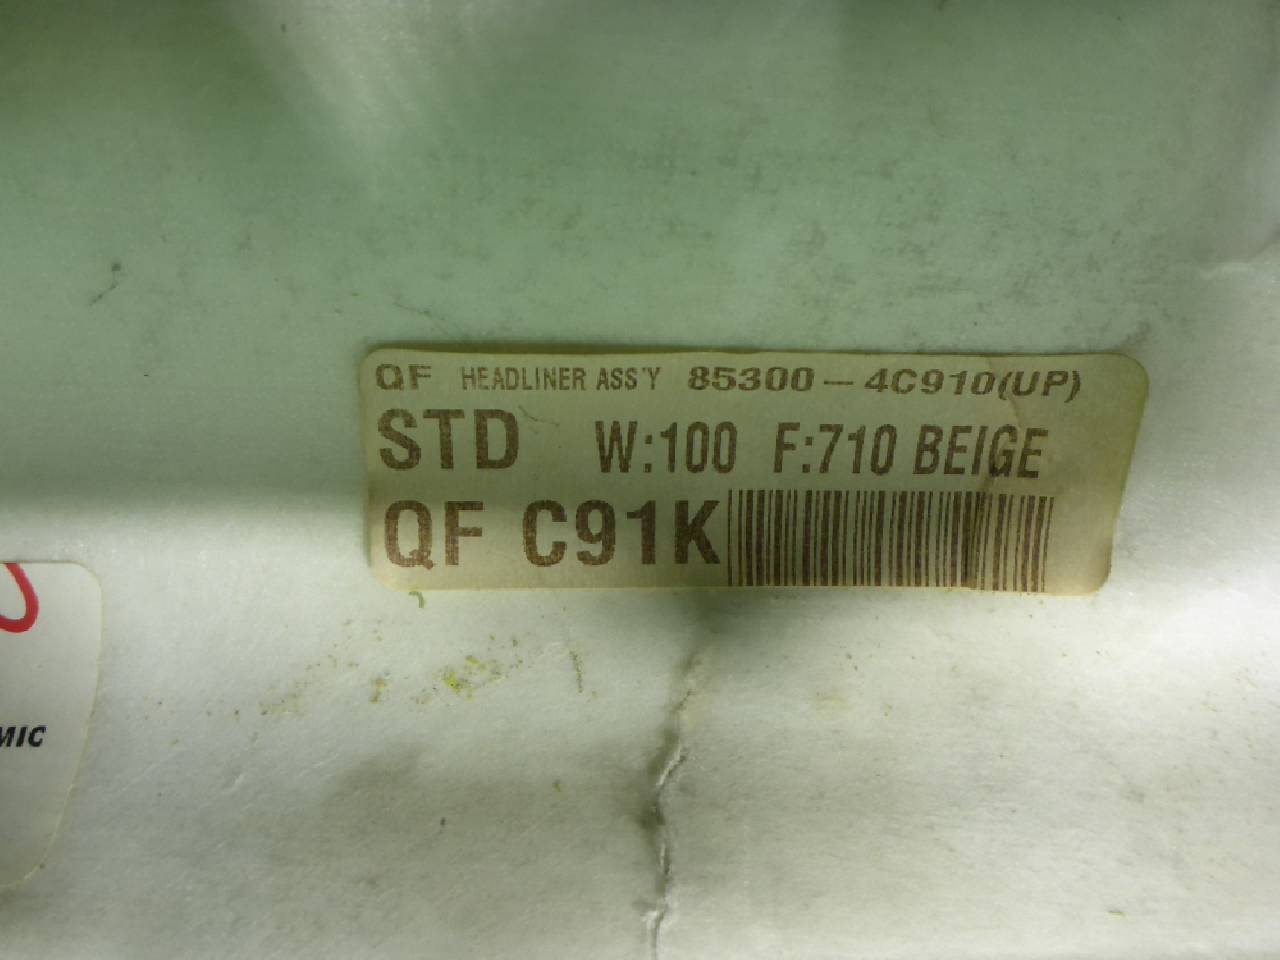 QF HEADLINER ASS'Y 85300-4C910(UP)
STD W:100 F:710 BEIGE
QF C91K
MIC